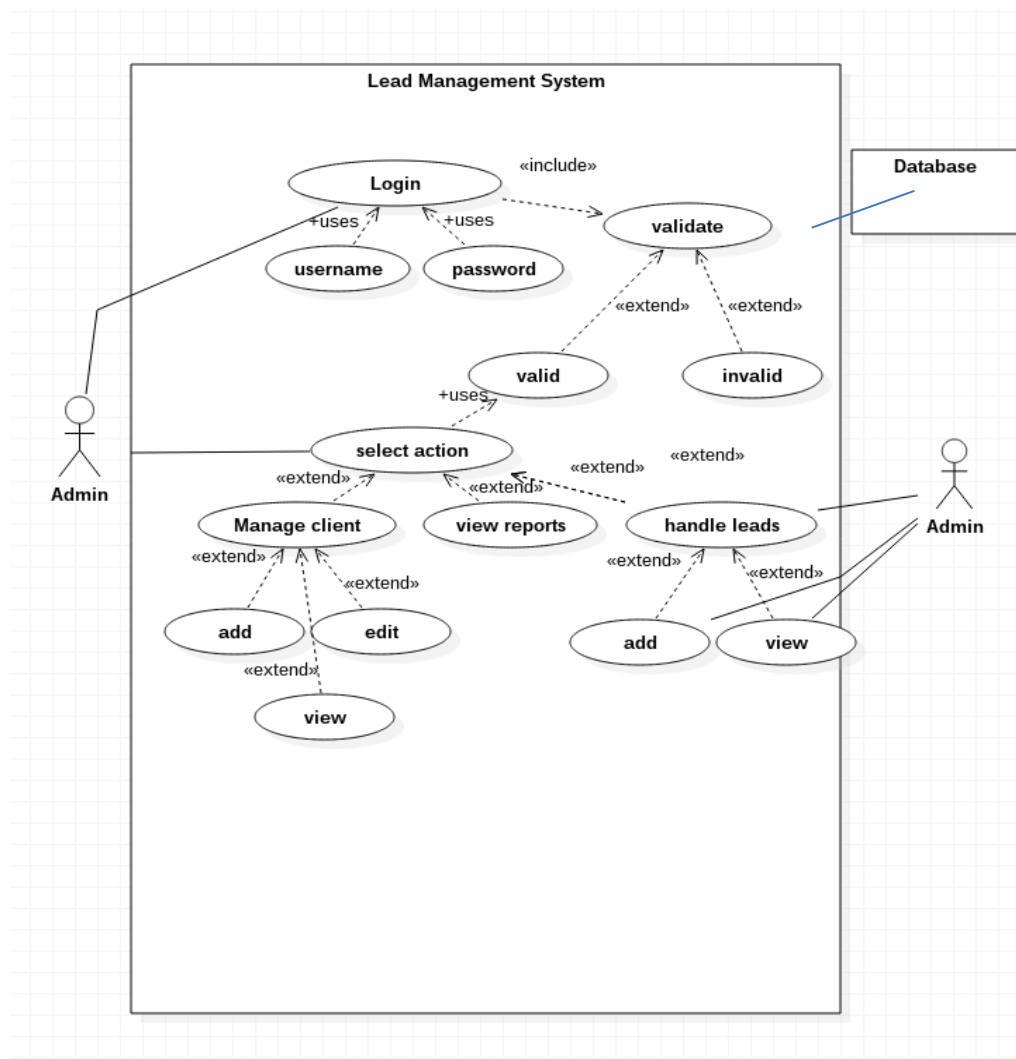 Lead Management System
«include»
Database
Login
+uses
+uses
validate
username
password
«extend»
«extend»
valid
invalid
+uses
select action
«extend»
«extend»
«extend»
«extend»
Manage client
view reports
handle leads
Admin
Admin
«extend»
«extend»
«extend»
«extend»
add
edit
add
view
«extend»
view